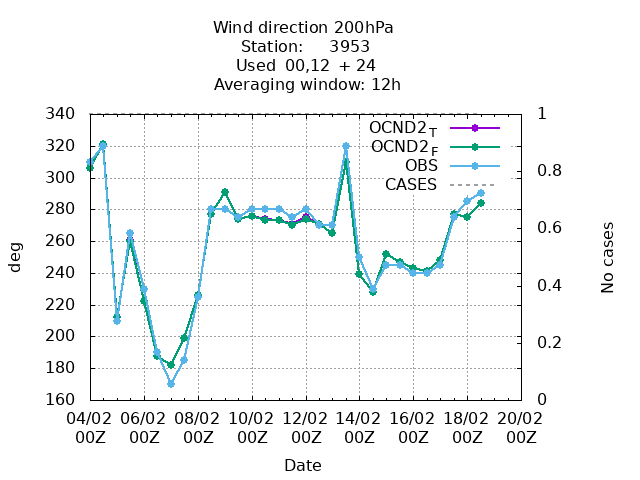 Wind direction 200hPa
Station: 3953
Used 00,12 + 24
Averaging window: 12h
340
320
300
280
260
240
220
200
180
160
deg
1
0.8
0.6
0.4
0.2
0
No cases
OCND2T
OCND2F
OBS
CASES
04/02 06/02 08/02 10/02 12/02 14/02 16/02 18/02 20/02
00Z 00Z 00Z 00Z 00Z 00Z 00Z 00Z 00Z
Date